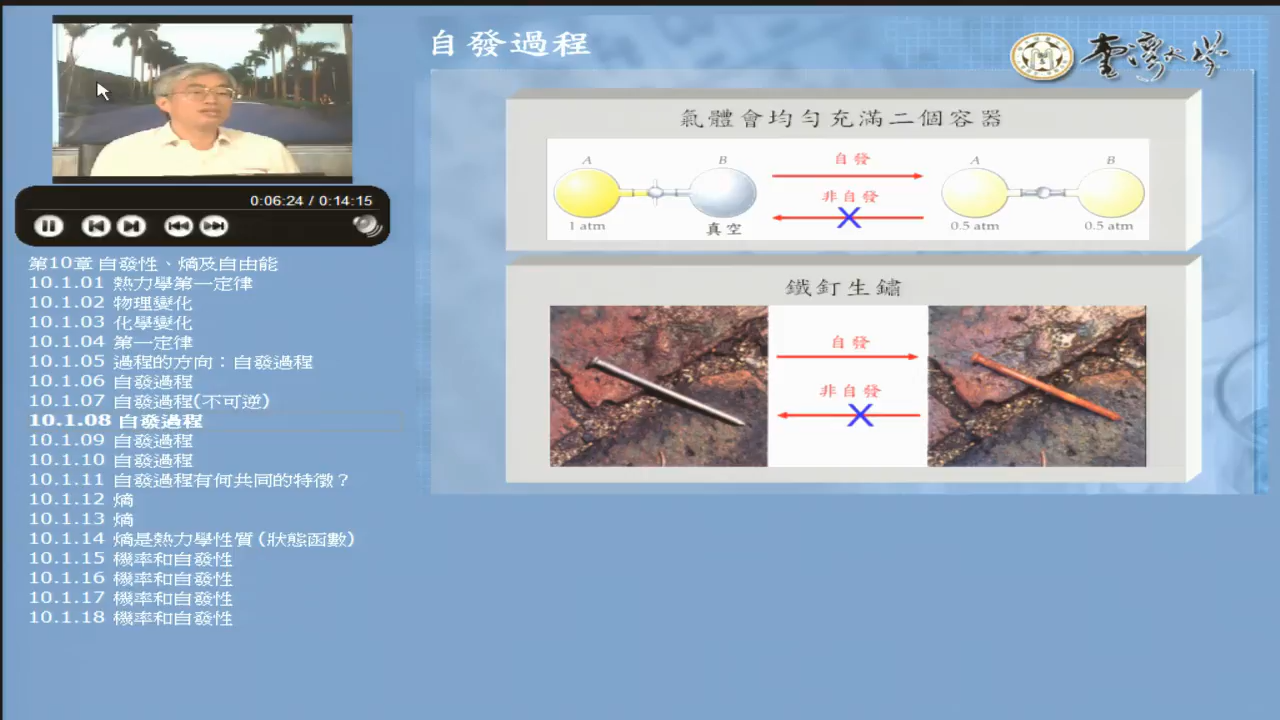 0:06:24 / 0:14:15
第10章 自發性、熵及自由能
10.1.01 熱力學第一定律
10.1.02 物理變化
10.1.03 化學變化
10.1.04 第一定律
10.1.05 過程的方向：自發過程
10.1.06 自發過程
10.1.07 自發過程(不可逆)
10.1.08 自發過程
10.1.09 自發過程
10.1.10 自發過程
10.1.11 自發過程有何共同的特徵？
10.1.12 熵
10.1.13 熵
10.1.14 熵是熱力學性質(狀態函數)
10.1.15 機率和自發性
10.1.16 機率和自發性
10.1.17 機率和自發性
10.1.18 機率和自發性
自發過程
臺灣大學
氣體會均勻充滿二個容器
A B 自發 A B
非自發
1 atm 真空 0.5 atm 0.5 atm
鐵釘生鏽
自發
非自發